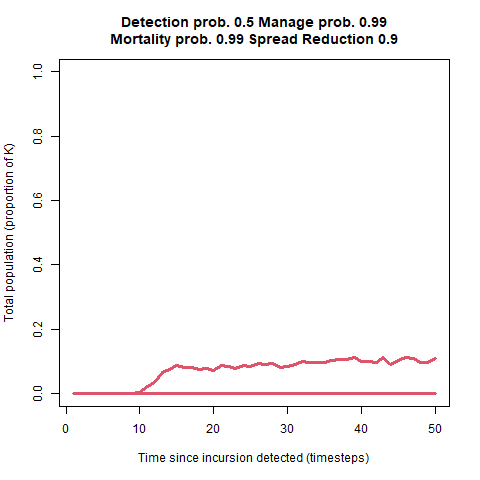 Detection prob. 0.5 Manage prob. 0.99
Mortality prob. 0.99 Spread Reduction 0.9
Total population (proportion of K)
1.0
0.8
0.6
0.4
0.2
0.0
0 10 20 30 40 50
Time since incursion detected (timesteps)